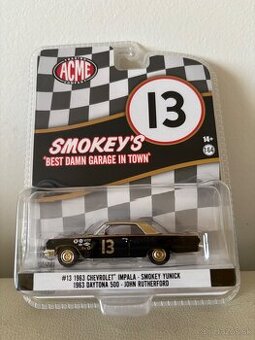 ACME
13
SMOKEY'S
"BEST DAMN GARAGE IN TOWN"
14+
1:64
13
#13 1963 CHEVROLET IMPALA - SMOKEY YUNICK
1963 DAYTONA 500 - JOHN RUTHERFORD